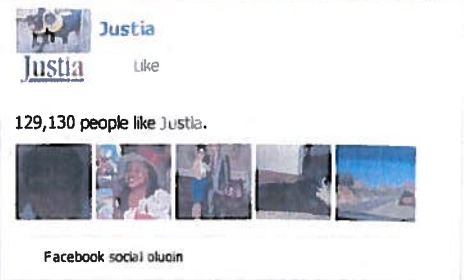 Justia
Justia
Like
129,130 people like Justia.
Facebook social plugin